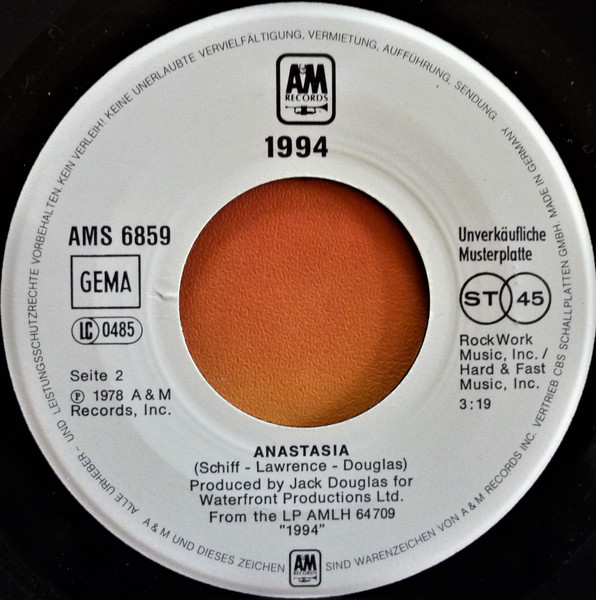 A&M
RECORDS
1994
AMS 6859
GEMA
LC 0485
Seite 2
℗ 1978 A & M
Records, Inc.
Unverkäufliche
Musterplatte
ST 45
RockWork
Music, Inc. /
Hard & Fast
Music, Inc.
3:19
ANASTASIA
(Schiff - Lawrence - Douglas)
Produced by Jack Douglas for
Waterfront Productions Ltd.
From the LP AMLH 64709
"1994"
ALLE URHEBER - UND LEISTUNGSSCHUTZRECHTE VORBEHALTEN. KEIN VERLEIH! KEINE UNERLAUBTE VERVIELFÄLTIGUNG, VERMIETUNG, AUFFÜHRUNG, SENDUNG
A & M UND DIESES ZEICHEN A&M RECORDS SIND WARENZEICHEN VON A & M RECORDS INC. VERTRIEB CBS SCHALLPLATTEN GMBH. MADE IN GERMANY